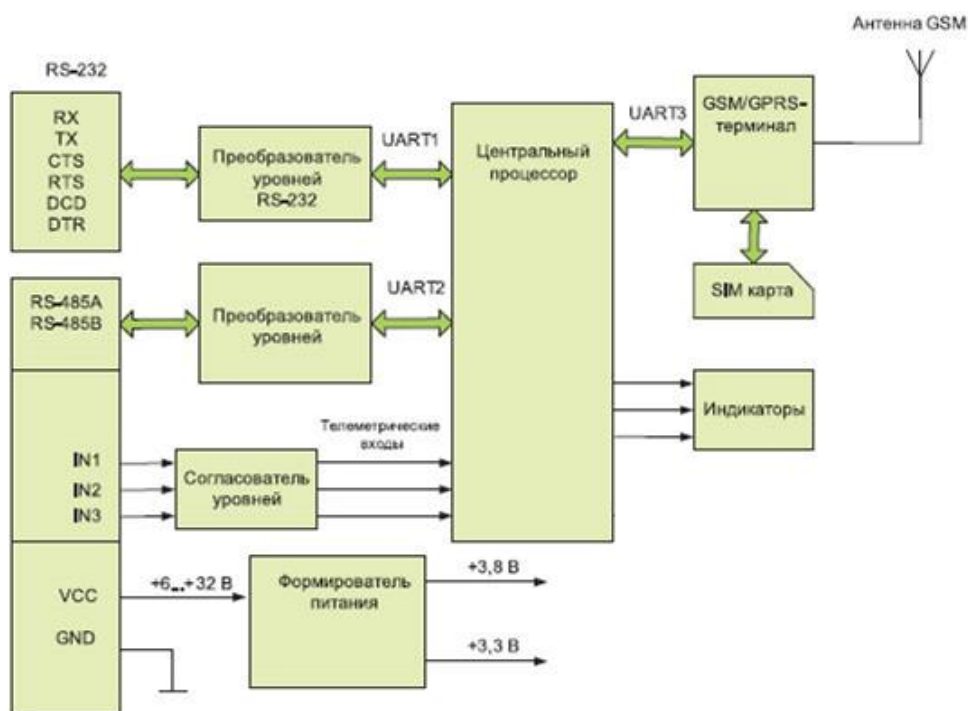 Антенна GSM
RS-232
RX
TX
CTS
RTS
DCD
DTR
Преобразователь
уровней
RS-232
UART1
Центральный
процессор
UART3
GSM/GPRS-
терминал
SIM карта
RS-485A
RS-485B
Преобразователь
уровней
UART2
Индикаторы
Телеметрические
входы
IN1
IN2
IN3
Согласователь
уровней
VCC
GND
+6...+32 В
Формирователь
питания
+3,8 В
+3,3 В